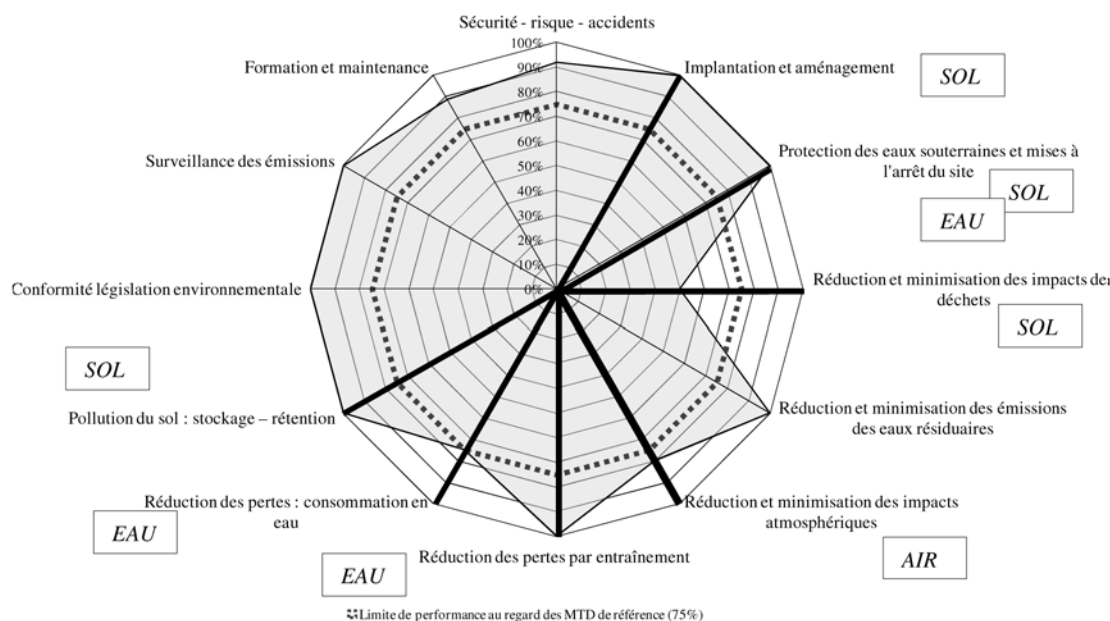 Sécurité - risque - accidents
100%
90%
80%
70%
60%
50%
40%
30%
20%
10%
0%
Implantation et aménagement
SOL
Protection des eaux souterraines et mises à
l'arrêt du site
SOL
EAU
Réduction et minimisation des impacts der
déchets
SOL
Réduction et minimisation des émissions
des eaux résiduaires
Réduction et minimisation des impacts
atmosphériques
AIR
Réduction des pertes par entraînement
EAU
Réduction des pertes : consommation en
eau
EAU
Pollution du sol : stockage – rétention
SOL
Conformité législation environnementale
Surveillance des émissions
Formation et maintenance
Limite de performance au regard des MTD de référence (75%)